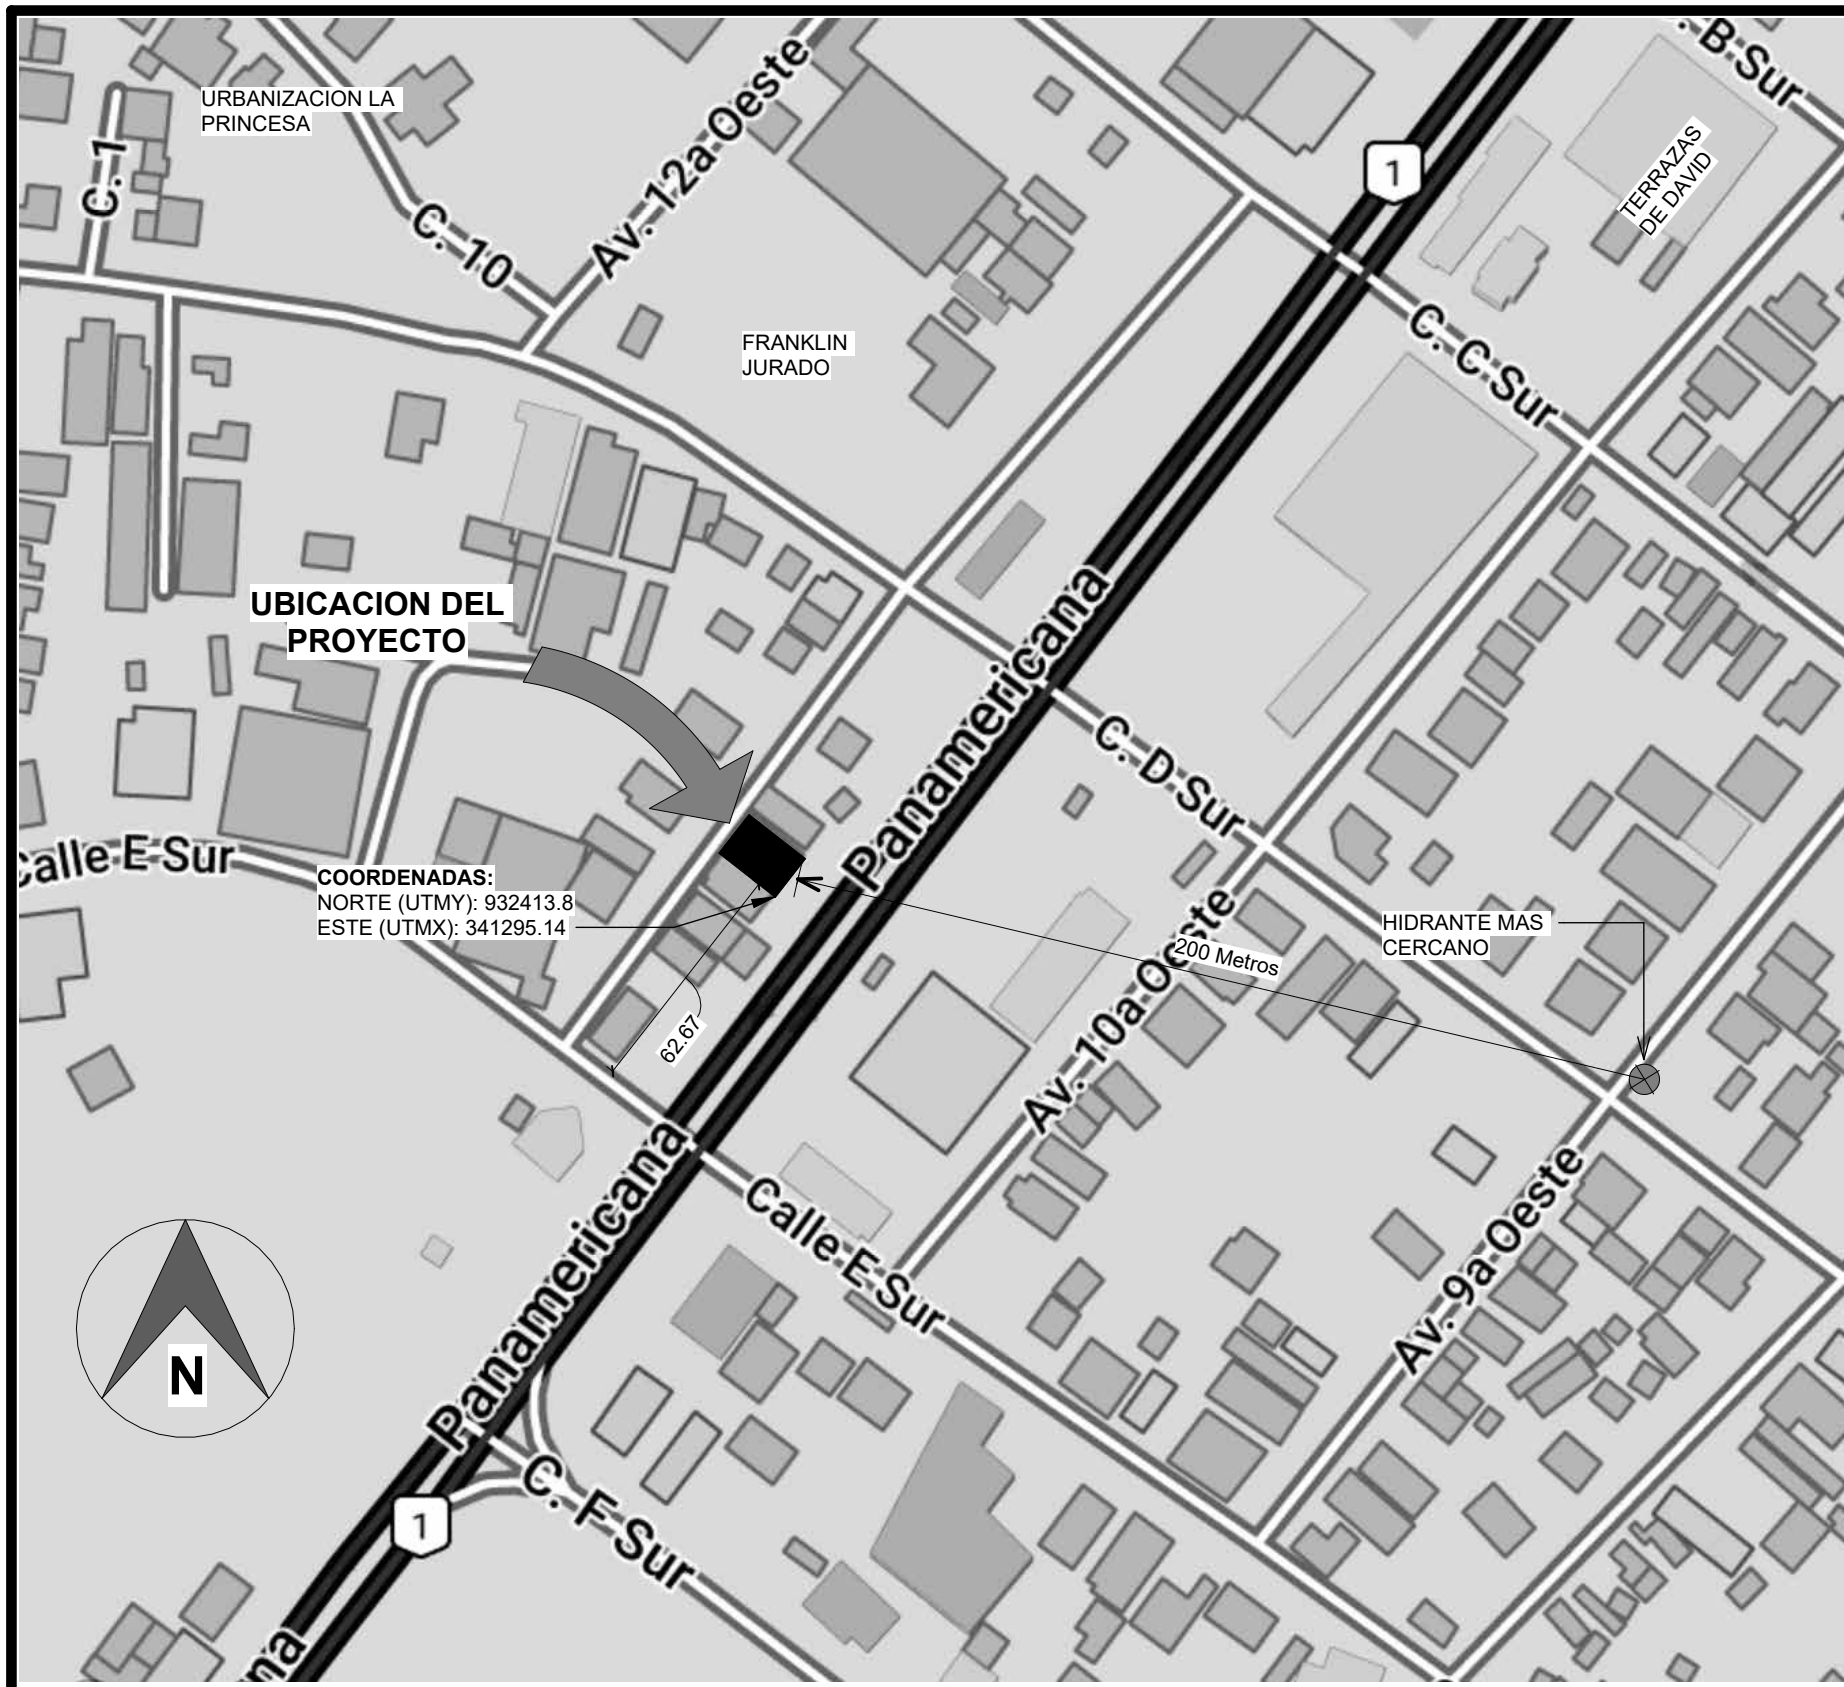 C. B Sur
Av. 12a Oeste
URBANIZACION LA
PRINCESA
C. 1
1
TERRAZAS
DE DAVID
C. 10
C. C Sur
FRANKLIN
JURADO
UBICACION DEL
PROYECTO
Panamericana
C. D Sur
Calle E Sur
COORDENADAS:
NORTE (UTMY): 932413.8
ESTE (UTMX): 341295.14
HIDRANTE MAS
CERCANO
200 Metros
Av. 10a Oeste
62.67
Panamericana
Calle E Sur
Av. 9a Oeste
N
C. F Sur
1
na